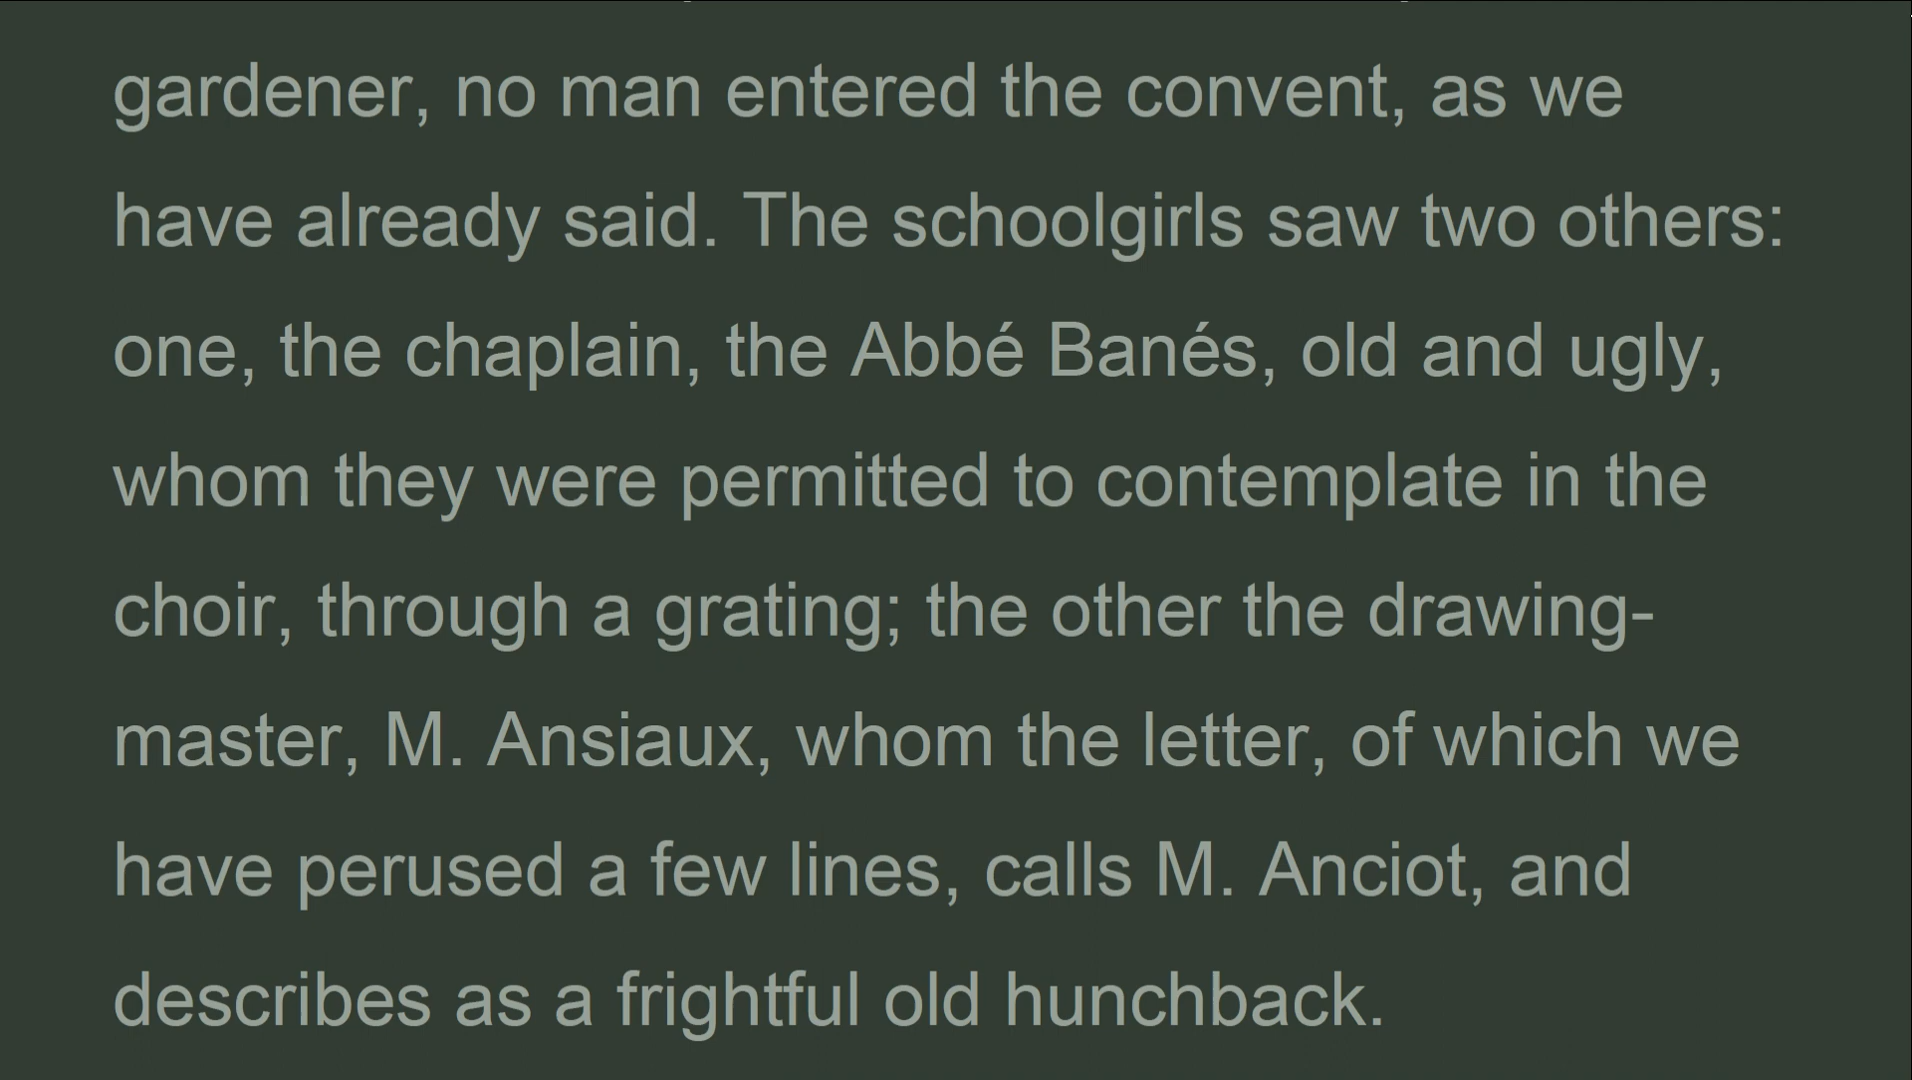 gardener, no man entered the convent, as we
have already said. The schoolgirls saw two others:
one, the chaplain, the Abbé Banés, old and ugly,
whom they were permitted to contemplate in the
choir, through a grating; the other the drawing-
master, M. Ansiaux, whom the letter, of which we
have perused a few lines, calls M. Anciot, and
describes as a frightful old hunchback.